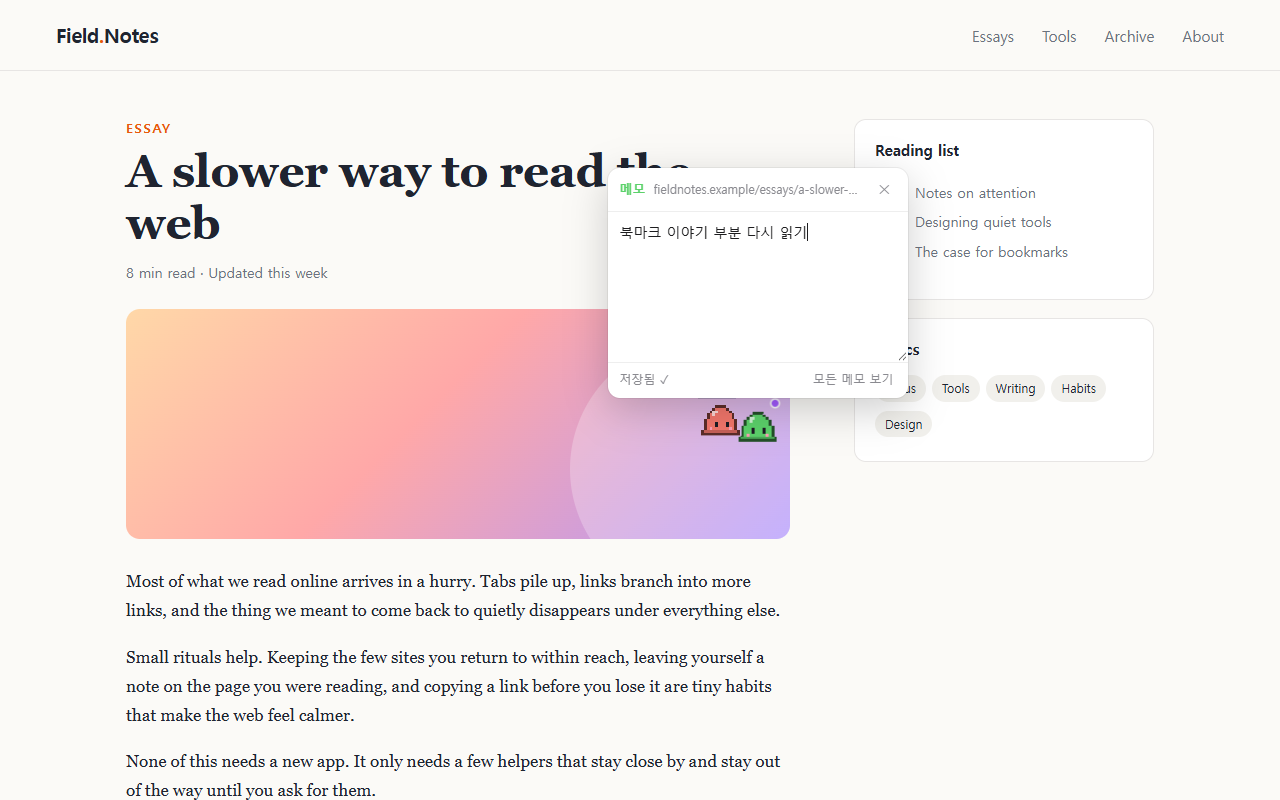 Field.Notes
Essays
Tools
Archive
About
ESSAY
A slower way to read the
web
8 min read · Updated this week
메모
fieldnotes.example/essays/a-slower-...
북마크 이야기 부분 다시 읽기
저장됨 ✓
모든 메모 보기
Reading list
Notes on attention
Designing quiet tools
The case for bookmarks
Tools
Writing
Habits
Design
Most of what we read online arrives in a hurry. Tabs pile up, links branch into more
links, and the thing we meant to come back to quietly disappears under everything else.
Small rituals help. Keeping the few sites you return to within reach, leaving yourself a
note on the page you were reading, and copying a link before you lose it are tiny habits
that make the web feel calmer.
None of this needs a new app. It only needs a few helpers that stay close by and stay out
of the way until you ask for them.